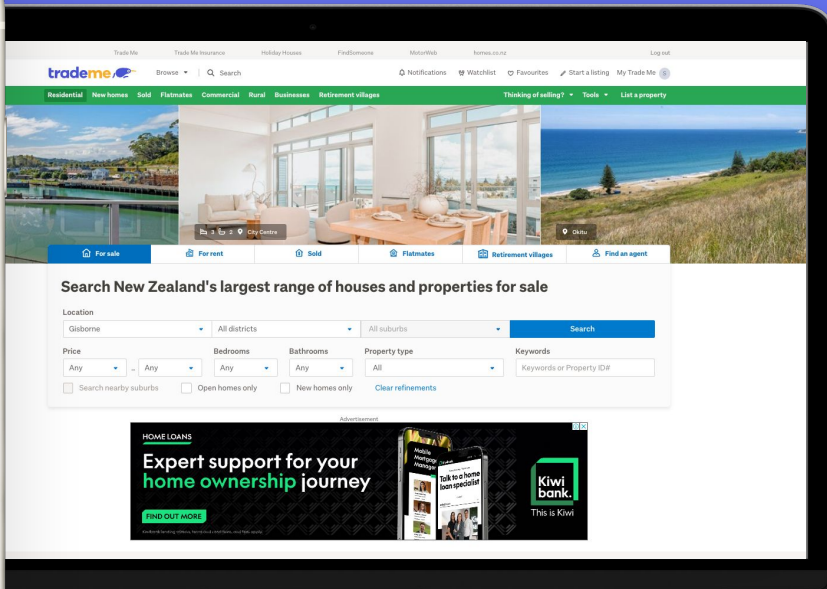 Trade Me Trade Me Insurance Holiday Houses FindSomeone MotorWeb homes.co.nz Log out
trademe Browse Search Notifications Watchlist Favourites Start a listing My Trade Me S
Residential New homes Sold Flatmates Commercial Rural Businesses Retirement villages Thinking of selling? Tools List a property
3 2 City Centre
Okitu
For sale For rent Sold Flatmates Retirement villages Find an agent
Search New Zealand's largest range of houses and properties for sale
Location
Gisborne All districts All suburbs Search
Price Bedrooms Bathrooms Property type Keywords
Any – Any Any Any All Keywords or Property ID#
Search nearby suburbs Open homes only New homes only Clear refinements
Advertisement
HOME LOANS
Expert support for your
home ownership journey
FIND OUT MORE
Mobile
Mortgage
Manager
Talk to a home
loan specialist
Kiwi
bank.
This is Kiwi